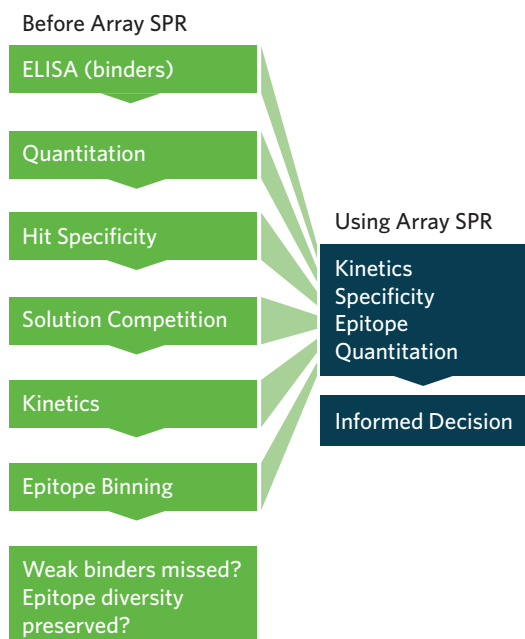 Before Array SPR
ELISA (binders)
Quantitation
Hit Specificity
Solution Competition
Kinetics
Epitope Binning
Weak binders missed?
Epitope diversity
preserved?
Using Array SPR
Kinetics
Specificity
Epitope
Quantitation
Informed Decision